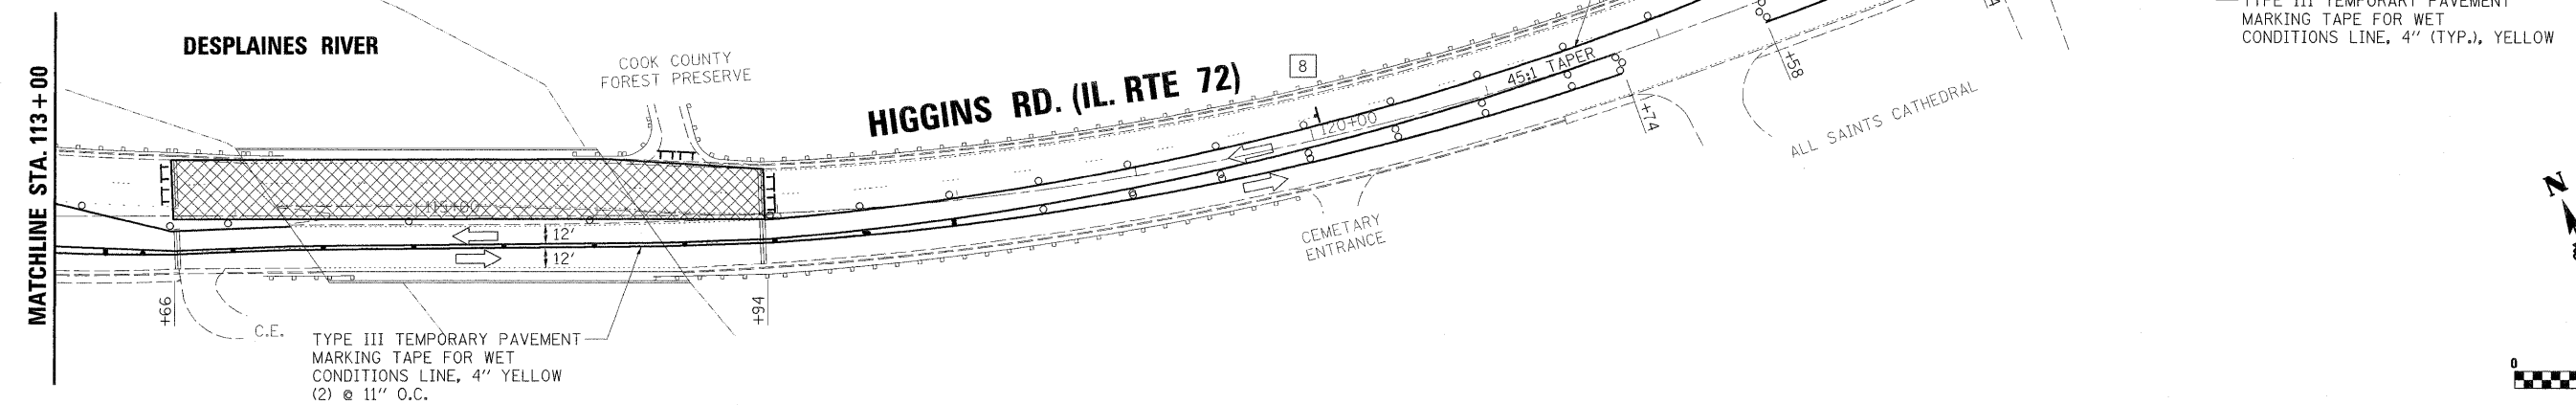 MATCHLINE STA. 113+00
DESPLAINES RIVER
COOK COUNTY
FOREST PRESERVE
HIGGINS RD. (IL. RTE 72)
8
120+00
45:1 TAPER
+58
+74
ALL SAINTS CATHEDRAL
CEMETARY
ENTRANCE
115+00
12'
12'
+66
+94
C.E.
TYPE III TEMPORARY PAVEMENT
MARKING TAPE FOR WET
CONDITIONS LINE, 4" YELLOW
(2) @ 11" O.C.
TYPE III TEMPORARY PAVEMENT
MARKING TAPE FOR WET
CONDITIONS LINE, 4" (TYP.), YELLOW
N
0